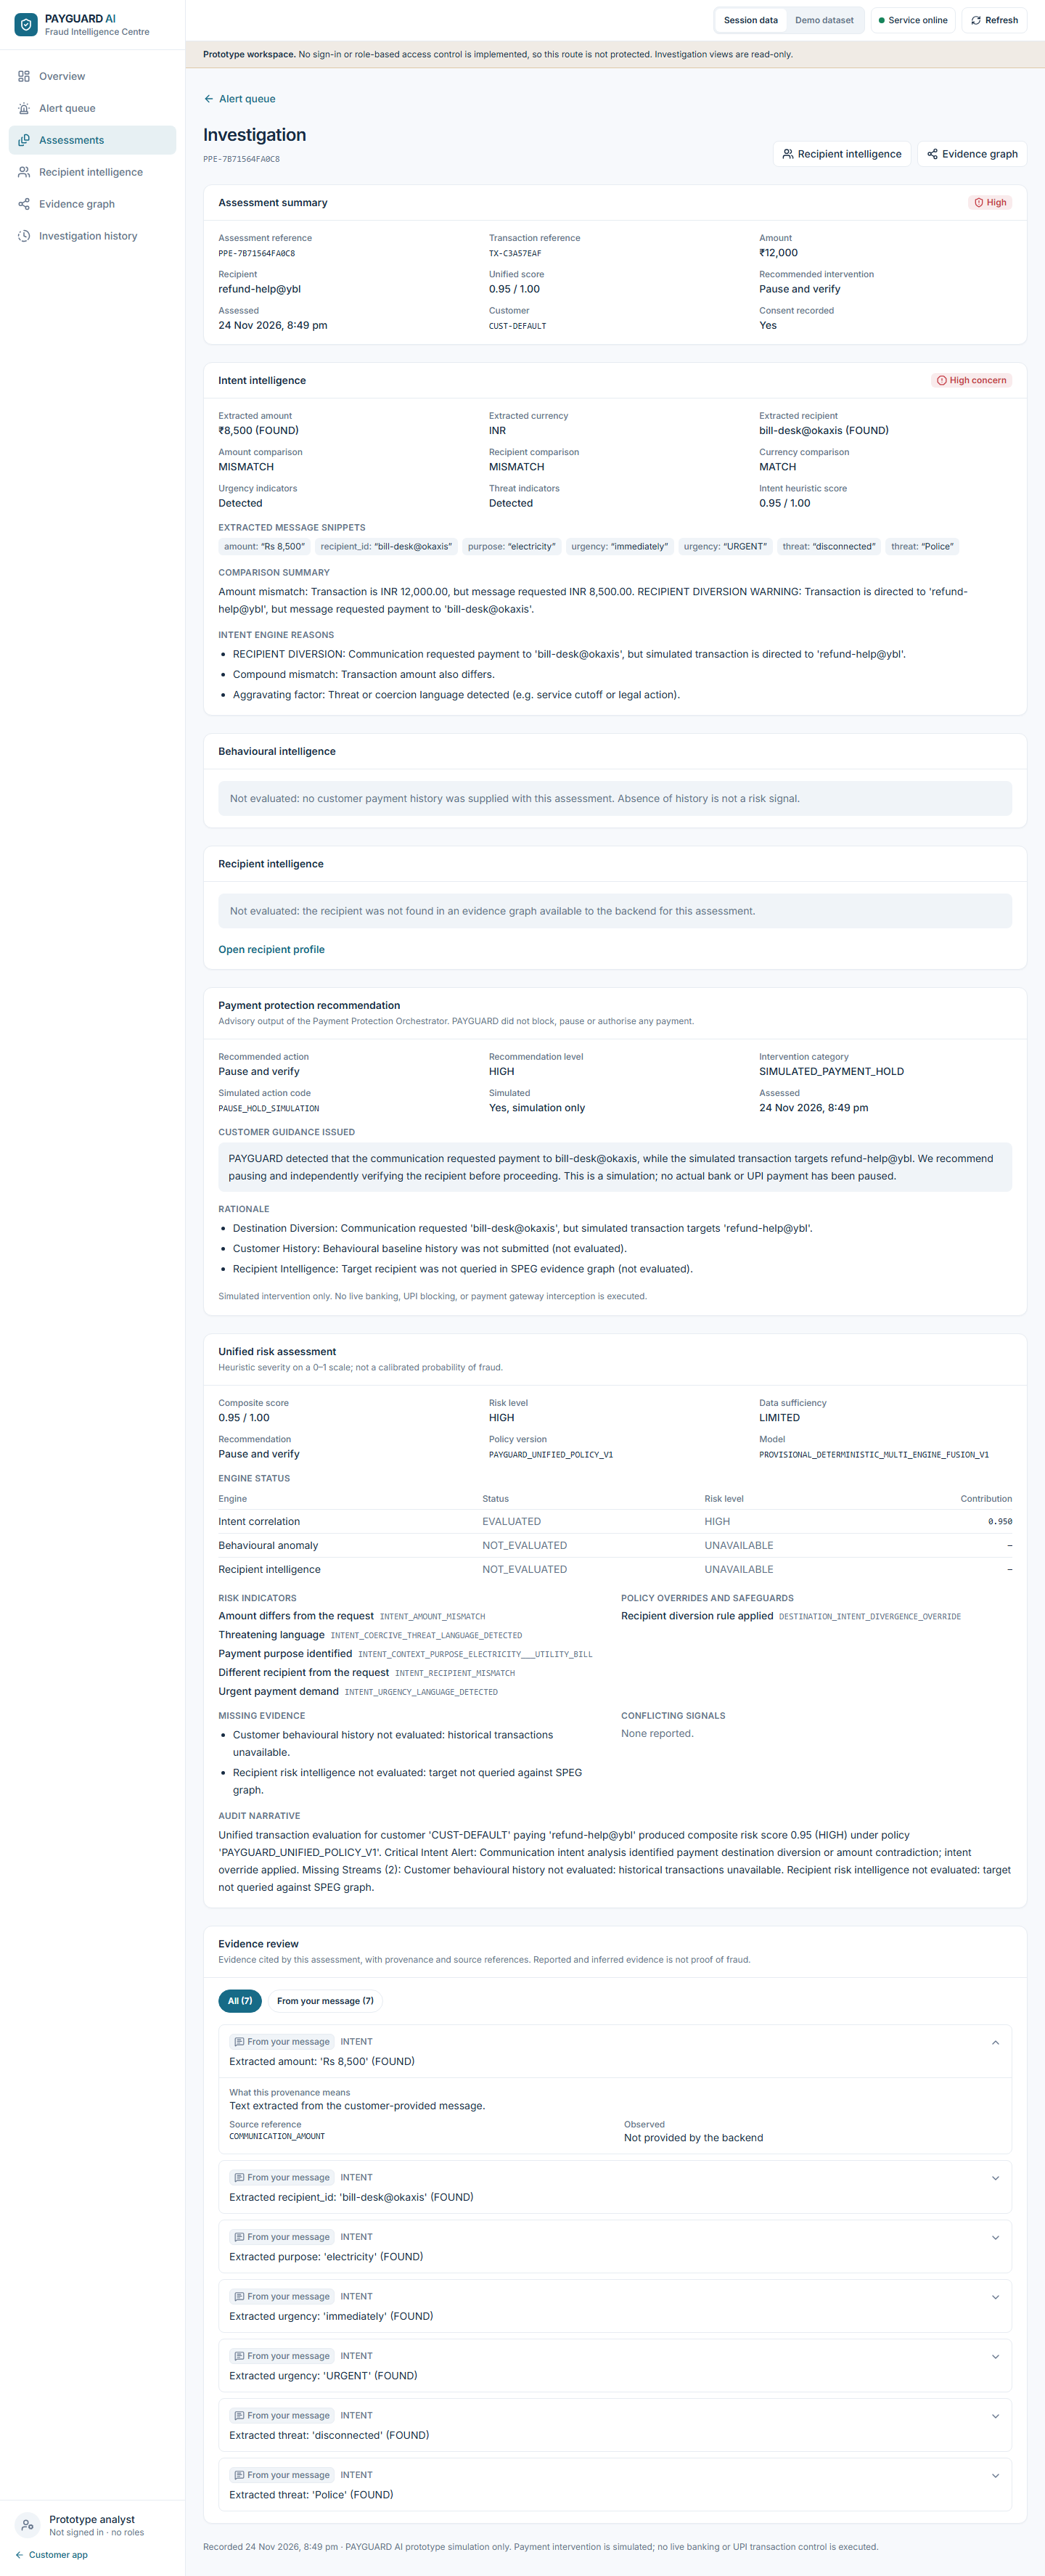 PAYGUARD AI
Fraud Intelligence Centre
Overview
Alert queue
Assessments
Recipient intelligence
Evidence graph
Investigation history
Session data
Demo dataset
Service online
Refresh
Prototype workspace. No sign-in or role-based access control is implemented, so this route is not protected. Investigation views are read-only.
Alert queue
Investigation
PPE-7B71564FA0C8
Recipient intelligence
Evidence graph
Assessment summary
High
Assessment reference
PPE-7B71564FA0C8
Transaction reference
TX-C3A57EAF
Amount
₹12,000
Recipient
refund-help@ybl
Unified score
0.95 / 1.00
Recommended intervention
Pause and verify
Assessed
24 Nov 2026, 8:49 pm
Customer
CUST-DEFAULT
Consent recorded
Yes
Intent intelligence
High concern
Extracted amount
₹8,500 (FOUND)
Extracted currency
INR
Extracted recipient
bill-desk@okaxis (FOUND)
Amount comparison
MISMATCH
Recipient comparison
MISMATCH
Currency comparison
MATCH
Urgency indicators
Detected
Threat indicators
Detected
Intent heuristic score
0.95 / 1.00
EXTRACTED MESSAGE SNIPPETS
amount: “Rs 8,500”
recipient_id: “bill-desk@okaxis”
purpose: “electricity”
urgency: “immediately”
urgency: “URGENT”
threat: “disconnected”
threat: “Police”
COMPARISON SUMMARY
Amount mismatch: Transaction is INR 12,000.00, but message requested INR 8,500.00. RECIPIENT DIVERSION WARNING: Transaction is directed to 'refund-
help@ybl', but message requested payment to 'bill-desk@okaxis'.
INTENT ENGINE REASONS
• RECIPIENT DIVERSION: Communication requested payment to 'bill-desk@okaxis', but simulated transaction is directed to 'refund-help@ybl'.
• Compound mismatch: Transaction amount also differs.
• Aggravating factor: Threat or coercion language detected (e.g. service cutoff or legal action).
Behavioural intelligence
Not evaluated: no customer payment history was supplied with this assessment. Absence of history is not a risk signal.
Recipient intelligence
Not evaluated: the recipient was not found in an evidence graph available to the backend for this assessment.
Open recipient profile
Payment protection recommendation
Advisory output of the Payment Protection Orchestrator. PAYGUARD did not block, pause or authorise any payment.
Recommended action
Pause and verify
Recommendation level
HIGH
Intervention category
SIMULATED_PAYMENT_HOLD
Simulated action code
PAUSE_HOLD_SIMULATION
Simulated
Yes, simulation only
Assessed
24 Nov 2026, 8:49 pm
CUSTOMER GUIDANCE ISSUED
PAYGUARD detected that the communication requested payment to bill-desk@okaxis, while the simulated transaction targets refund-help@ybl. We recommend
pausing and independently verifying the recipient before proceeding. This is a simulation; no actual bank or UPI payment has been paused.
RATIONALE
• Destination Diversion: Communication requested 'bill-desk@okaxis', but simulated transaction targets 'refund-help@ybl'.
• Customer History: Behavioural baseline history was not submitted (not evaluated).
• Recipient Intelligence: Target recipient was not queried in SPEG evidence graph (not evaluated).
Simulated intervention only. No live banking, UPI blocking, or payment gateway interception is executed.
Unified risk assessment
Heuristic severity on a 0–1 scale; not a calibrated probability of fraud.
Composite score
0.95 / 1.00
Risk level
HIGH
Data sufficiency
LIMITED
Recommendation
Pause and verify
Policy version
PAYGUARD_UNIFIED_POLICY_V1
Model
PROVISIONAL_DETERMINISTIC_MULTI_ENGINE_FUSION_V1
ENGINE STATUS
Engine Status Risk level Contribution
Intent correlation EVALUATED HIGH 0.950
Behavioural anomaly NOT_EVALUATED UNAVAILABLE –
Recipient intelligence NOT_EVALUATED UNAVAILABLE –
RISK INDICATORS
Amount differs from the request INTENT_AMOUNT_MISMATCH
Threatening language INTENT_COERCIVE_THREAT_LANGUAGE_DETECTED
Payment purpose identified INTENT_CONTEXT_PURPOSE_ELECTRICITY___UTILITY_BILL
Different recipient from the request INTENT_RECIPIENT_MISMATCH
Urgent payment demand INTENT_URGENCY_LANGUAGE_DETECTED
POLICY OVERRIDES AND SAFEGUARDS
Recipient diversion rule applied DESTINATION_INTENT_DIVERGENCE_OVERRIDE
MISSING EVIDENCE
• Customer behavioural history not evaluated: historical transactions
unavailable.
• Recipient risk intelligence not evaluated: target not queried against SPEG
graph.
CONFLICTING SIGNALS
None reported.
AUDIT NARRATIVE
Unified transaction evaluation for customer 'CUST-DEFAULT' paying 'refund-help@ybl' produced composite risk score 0.95 (HIGH) under policy
'PAYGUARD_UNIFIED_POLICY_V1'. Critical Intent Alert: Communication intent analysis identified payment destination diversion or amount contradiction; intent
override applied. Missing Streams (2): Customer behavioural history not evaluated: historical transactions unavailable. Recipient risk intelligence not evaluated: target
not queried against SPEG graph.
Evidence review
Evidence cited by this assessment, with provenance and source references. Reported and inferred evidence is not proof of fraud.
All (7)
From your message (7)
From your message INTENT
Extracted amount: 'Rs 8,500' (FOUND)
What this provenance means
Text extracted from the customer-provided message.
Source reference
COMMUNICATION_AMOUNT
Observed
Not provided by the backend
From your message INTENT
Extracted recipient_id: 'bill-desk@okaxis' (FOUND)
From your message INTENT
Extracted purpose: 'electricity' (FOUND)
From your message INTENT
Extracted urgency: 'immediately' (FOUND)
From your message INTENT
Extracted urgency: 'URGENT' (FOUND)
From your message INTENT
Extracted threat: 'disconnected' (FOUND)
From your message INTENT
Extracted threat: 'Police' (FOUND)
Prototype analyst
Not signed in · no roles
Customer app
Recorded 24 Nov 2026, 8:49 pm · PAYGUARD AI prototype simulation only. Payment intervention is simulated; no live banking or UPI transaction control is executed.